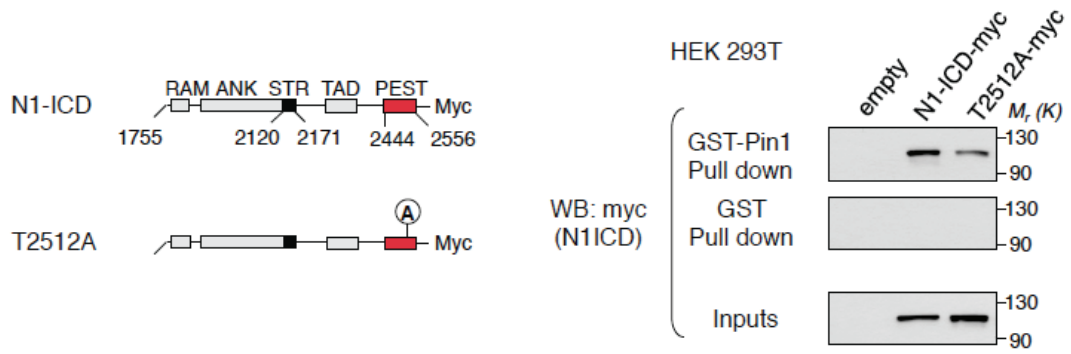 RAM ANK STR TAD PEST
N1-ICD Myc
1755 2120 2171 2444 2556
A
T2512A Myc
HEK 293T
empty N1-ICD-myc T2512A-myc
Mr (K)
GST-Pin1
Pull down
130
90
WB: myc
(N1ICD)
GST
Pull down
130
90
Inputs
130
90